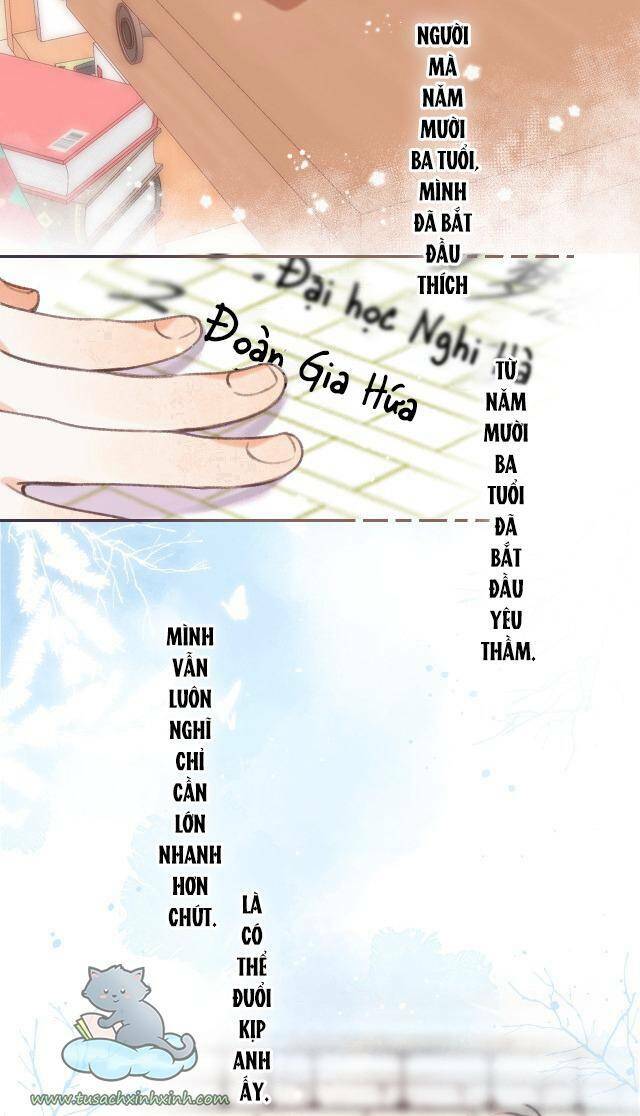 NGƯỜI
MÀ
NĂM
MƯỜI
BA TUỔI,
MÌNH
ĐÃ BẮT
ĐẦU
THÍCH
Đại học Nghi Hà
Đoàn Gia Hứa
TỪ
NĂM
MƯỜI
BA
TUỔI
ĐÃ
BẮT
ĐẦU
YÊU
THẦM.
MÌNH
VẪN
LUÔN
NGHĨ
CHỈ
CẦN
LỚN
NHANH
HƠN
CHÚT.
LÀ
CÓ
THỂ
ĐUỔI
KỊP
ANH
ẤY.
www.tusachxinhxinh.com